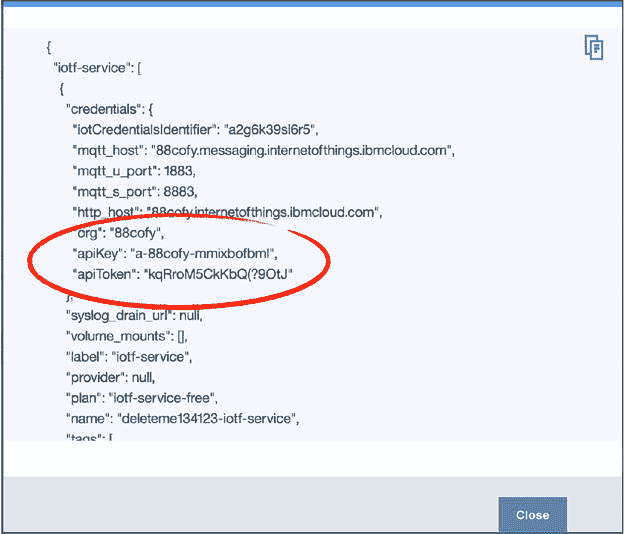 {
"iotf-service": [
{
"credentials": {
"iotCredentialsIdentifier": "a2g6k39sl6r5",
"mqtt_host": "88cofy.messaging.internetofthings.ibmcloud.com",
"mqtt_u_port": 1883,
"mqtt_s_port": 8883,
"http_host": "88cofy.internetofthings.ibmcloud.com",
"org": "88cofy",
"apiKey": "a-88cofy-mmixbofbml",
"apiToken": "kqRroM5CkKbQ(?9OtJ"
},
"syslog_drain_url": null,
"volume_mounts": [],
"label": "iotf-service",
"provider": null,
"plan": "iotf-service-free",
"name": "deleteme134123-iotf-service",
"tags": [
Close